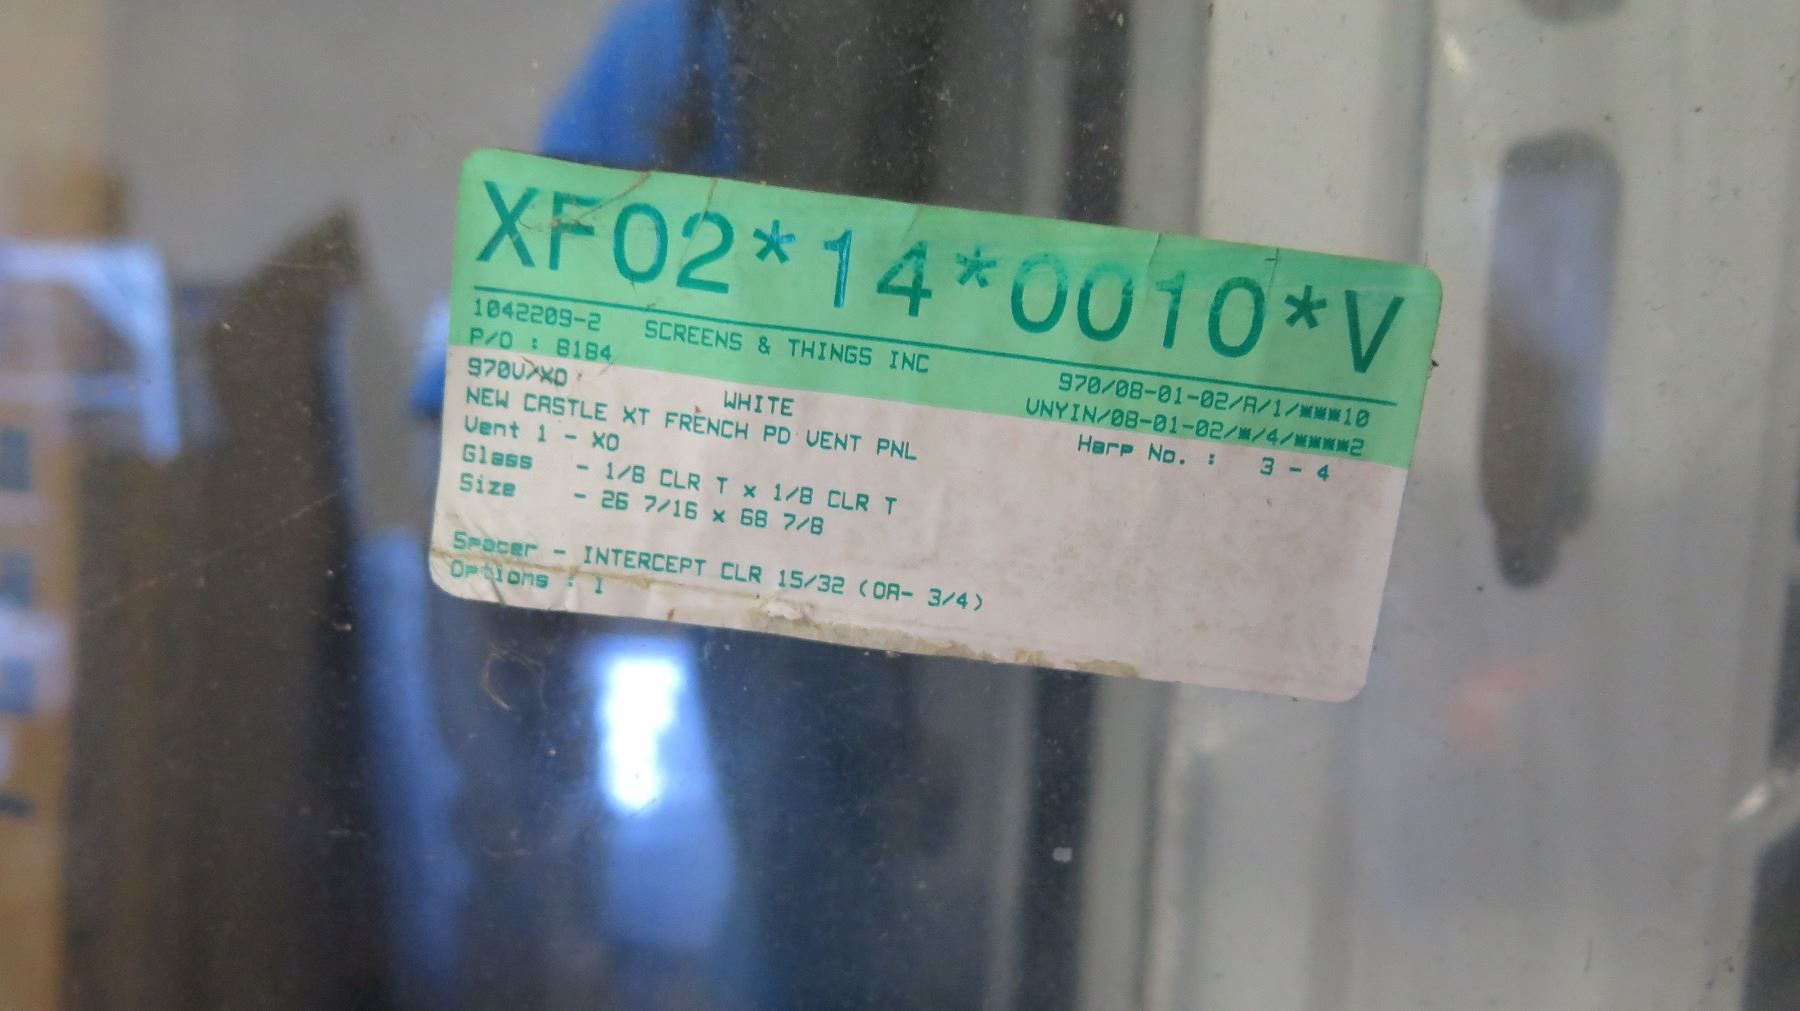 XF02*14*0010*V
1042209-2 SCREENS & THINGS INC 970/08-01-02/A/1/***10
P/O : 8184 UNYIN/08-01-02/*/4/****2
970V/XO WHITE Harp No. : 3 - 4
NEW CASTLE XT FRENCH PD VENT PNL
Vent 1 - XO
Glass - 1/8 CLR T x 1/8 CLR T
Size - 26 7/16 x 68 7/8
Spacer - INTERCEPT CLR 15/32 (OA- 3/4)
Options : 1